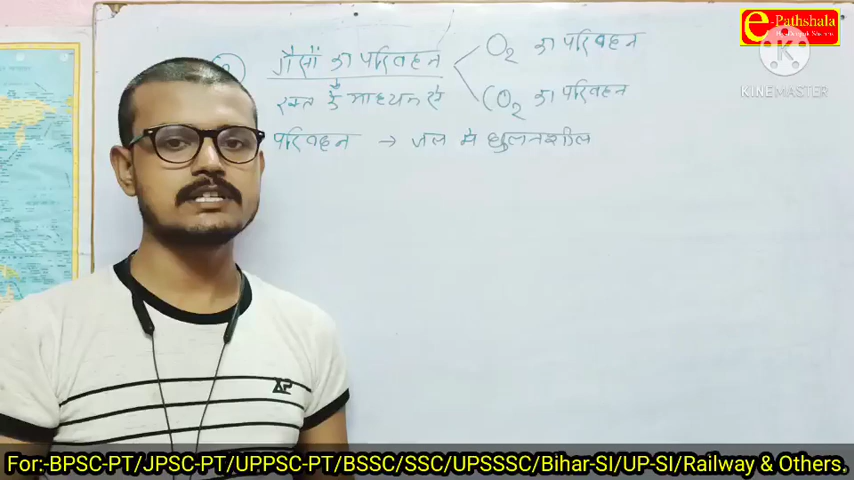 e-Pathshala
KINEMASTER
गैसों का परिवहन
O₂ का परिवहन
CO₂ का परिवहन
रक्त के माध्यम से
परिवहन → जल में घुलनशील
For:-BPSC-PT/JPSC-PT/UPPSC-PT/BSSC/SSC/UPSSSC/Bihar-SI/UP-SI/Railway & Others.